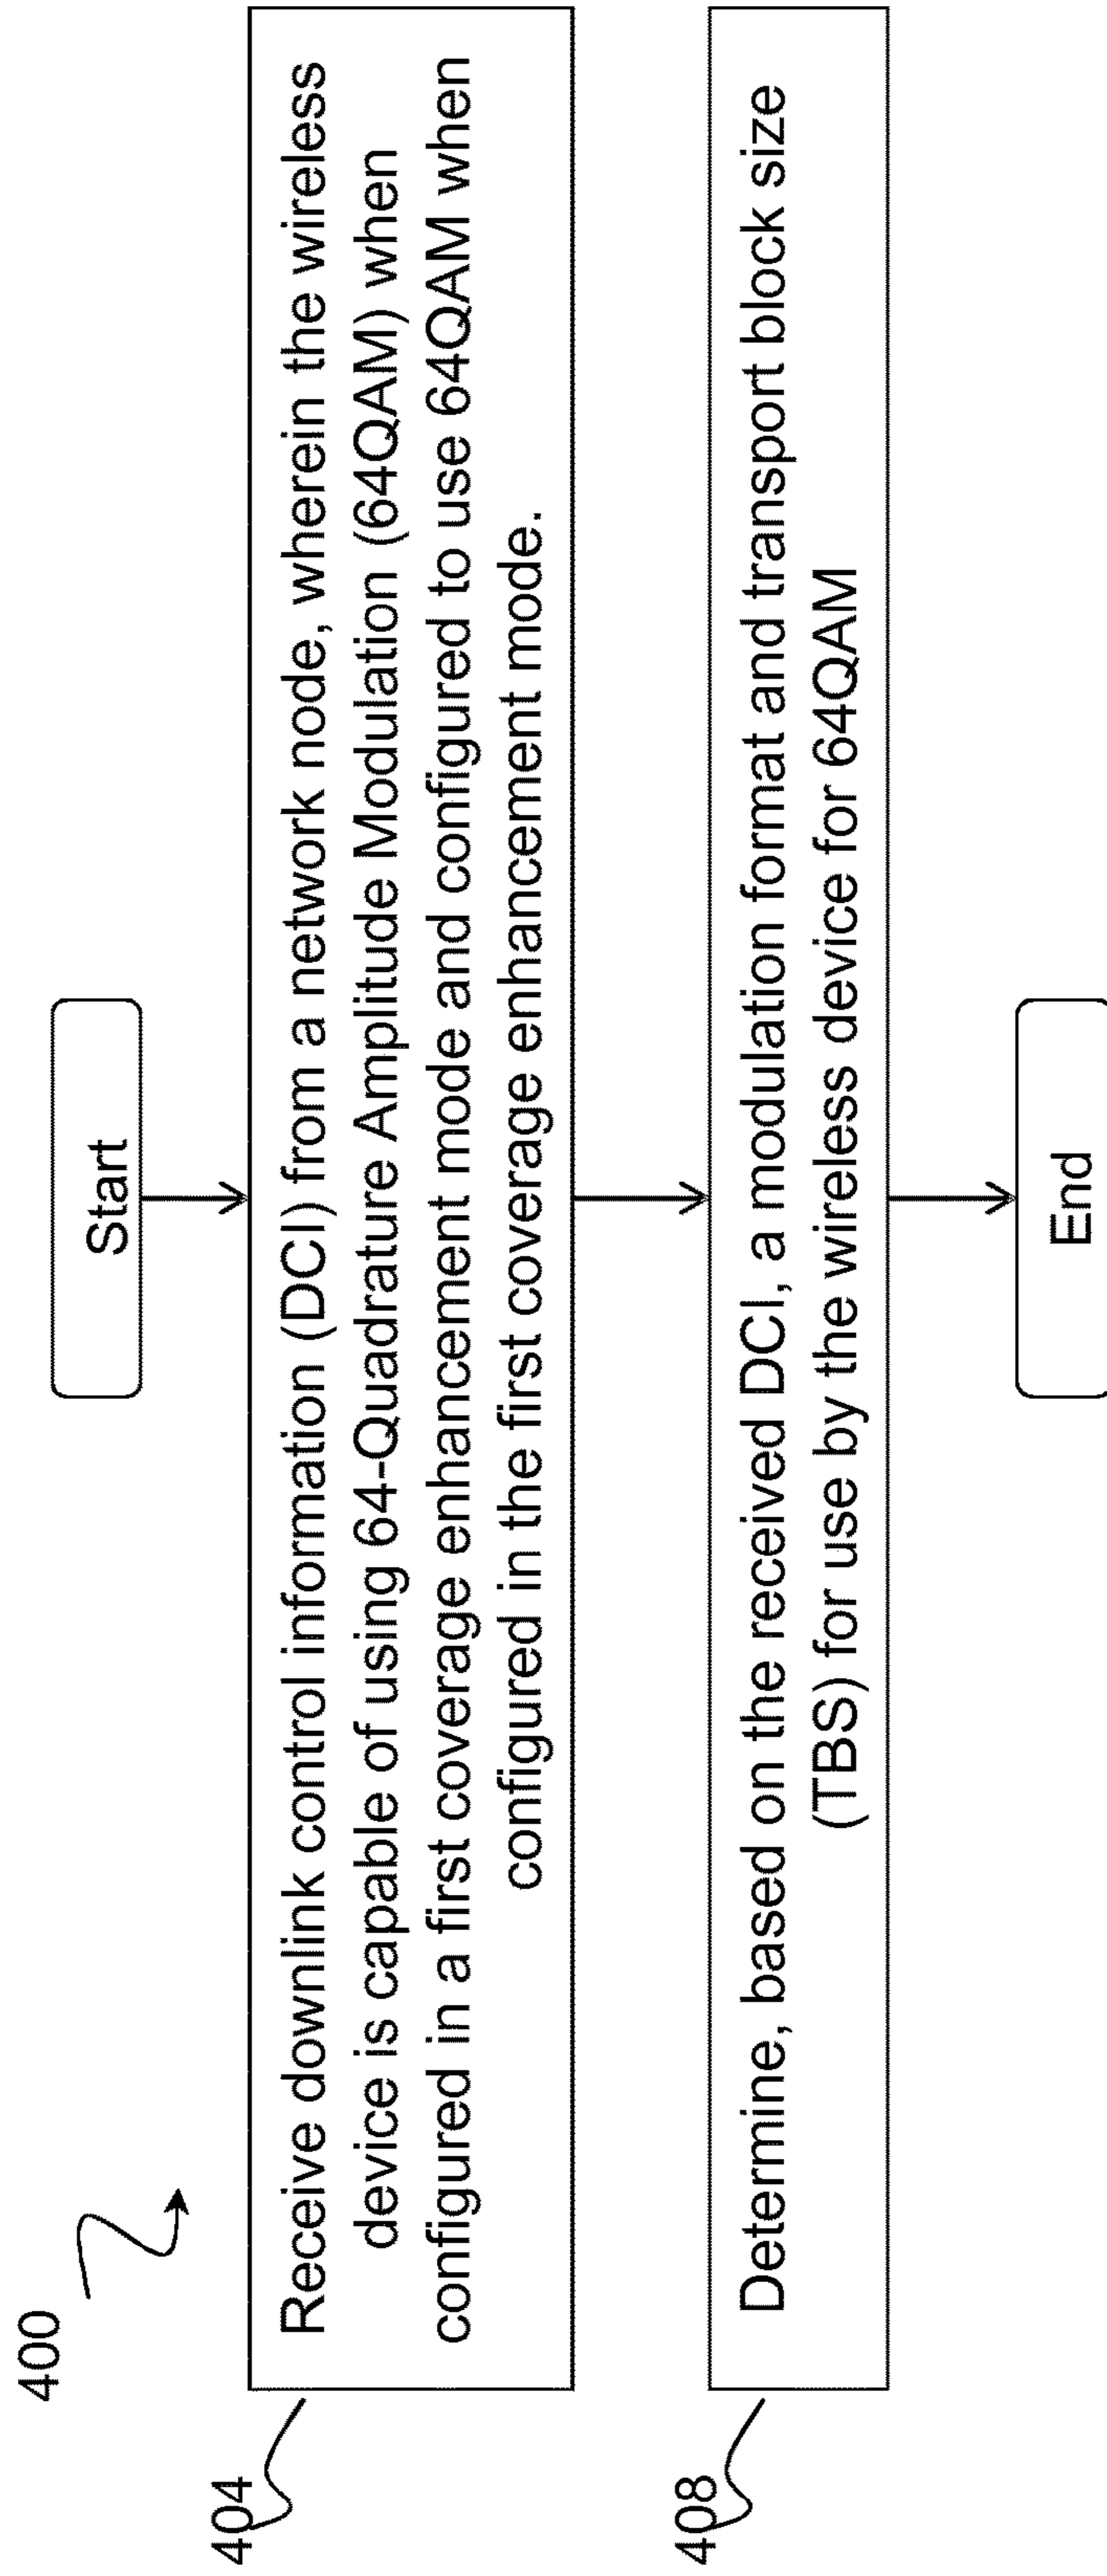 400
Start
404
Receive downlink control information (DCI) from a network node, wherein the wireless
device is capable of using 64-Quadrature Amplitude Modulation (64QAM) when
configured in a first coverage enhancement mode and configured to use 64QAM when
configured in the first coverage enhancement mode.
408
Determine, based on the received DCI, a modulation format and transport block size
(TBS) for use by the wireless device for 64QAM
End